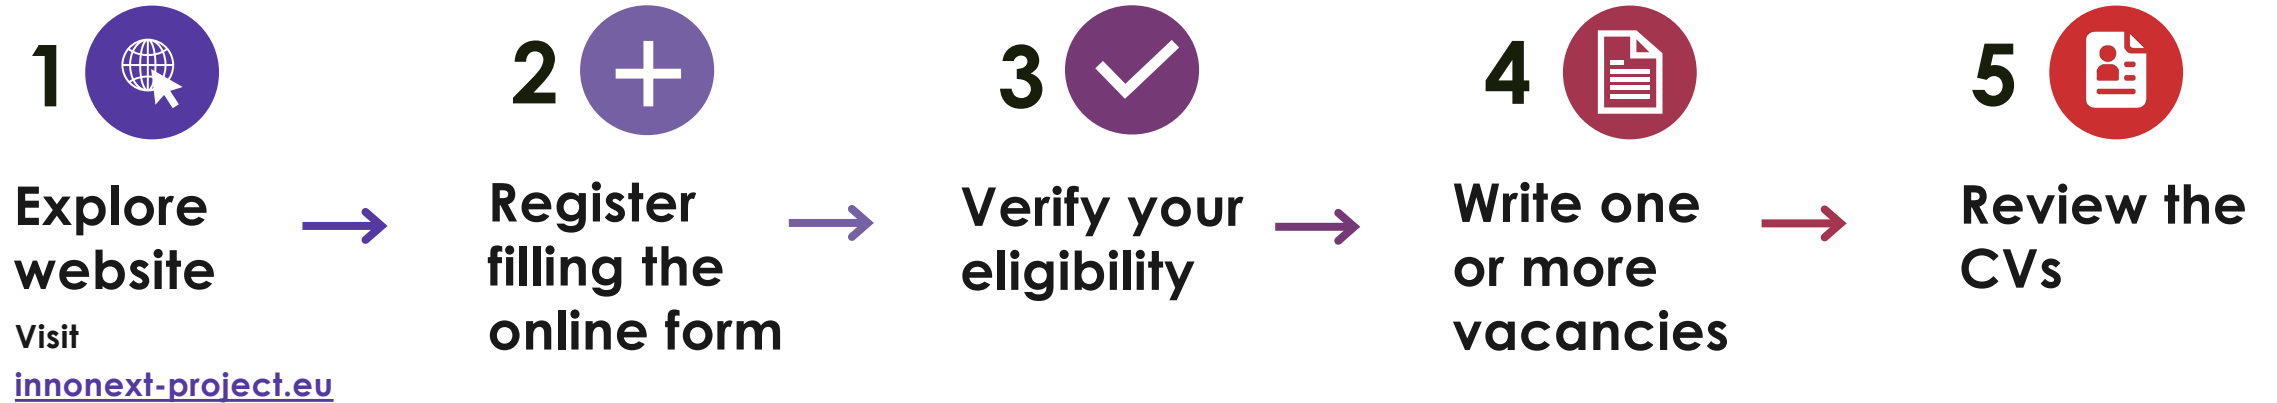 1
Explore
website
Visit
innonext-project.eu
2
Register
filling the
online form
3
Verify your
eligibility
4
Write one
or more
vacancies
5
Review the
CVs